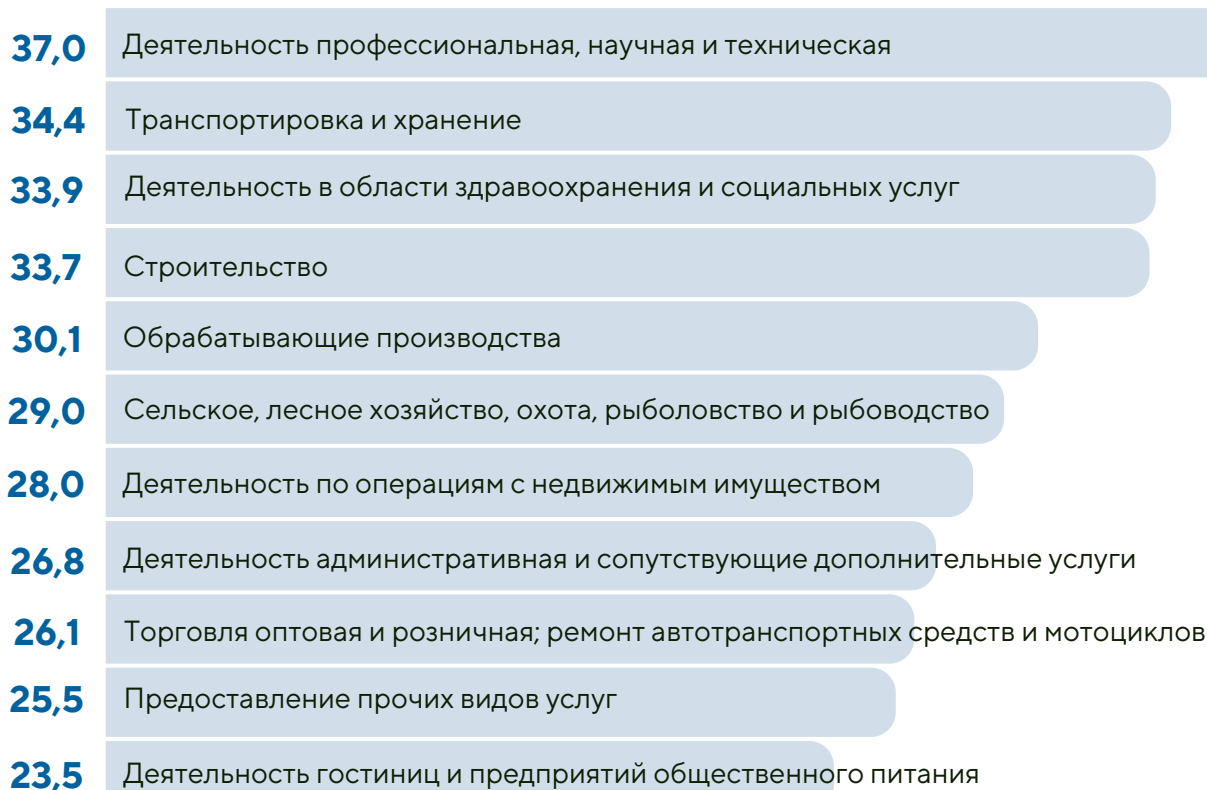 37,0 Деятельность профессиональная, научная и техническая
34,4 Транспортировка и хранение
33,9 Деятельность в области здравоохранения и социальных услуг
33,7 Строительство
30,1 Обрабатывающие производства
29,0 Сельское, лесное хозяйство, охота, рыболовство и рыбоводство
28,0 Деятельность по операциям с недвижимым имуществом
26,8 Деятельность административная и сопутствующие дополнительные услуги
26,1 Торговля оптовая и розничная; ремонт автотранспортных средств и мотоциклов
25,5 Предоставление прочих видов услуг
23,5 Деятельность гостиниц и предприятий общественного питания